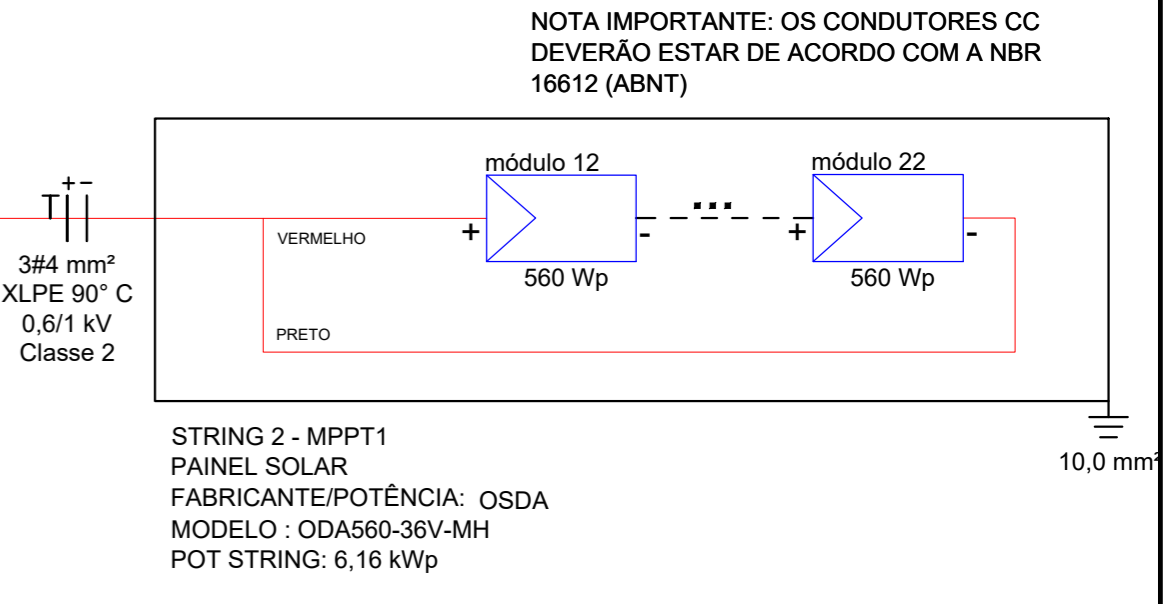 NOTA IMPORTANTE: OS CONDUTORES CC
DEVERÃO ESTAR DE ACORDO COM A NBR
16612 (ABNT)
módulo 12
módulo 22
+ -
T
...
VERMELHO
+
-
+
-
3#4 mm²
XLPE 90° C
0,6/1 kV
Classe 2
560 Wp
560 Wp
PRETO
STRING 2 - MPPT1
PAINEL SOLAR
FABRICANTE/POTÊNCIA: OSDA
MODELO : ODA560-36V-MH
POT STRING: 6,16 kWp
10,0 mm²